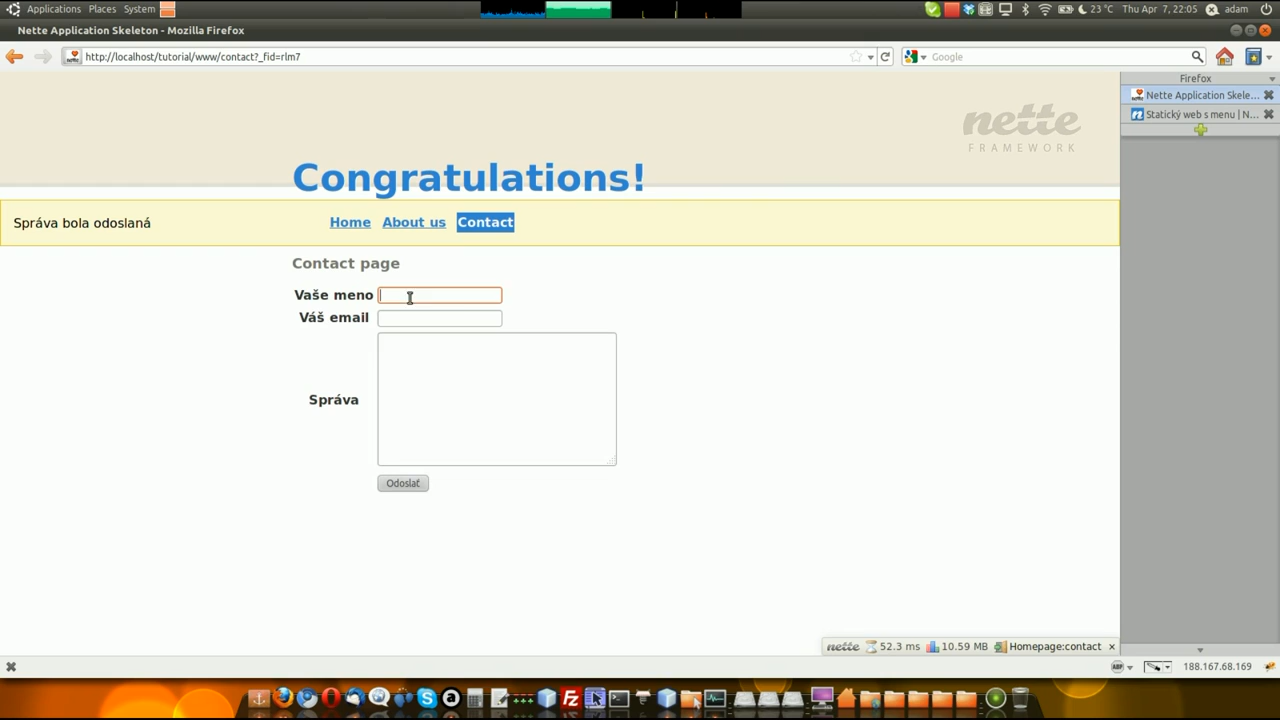 Applications Places System
23 °C Thu Apr 7, 22:05 adam
Nette Application Skeleton - Mozilla Firefox
http://localhost/tutorial/www/contact?_fid=rlm7
Google
Firefox
Nette Application Skele...
Statický web s menu | N...
nette
FRAMEWORK
Congratulations!
Správa bola odoslaná
Home About us Contact
Contact page
Vaše meno
Váš email
Správa
Odoslať
nette 52.3 ms 10.59 MB Homepage:contact
ABP 188.167.68.169